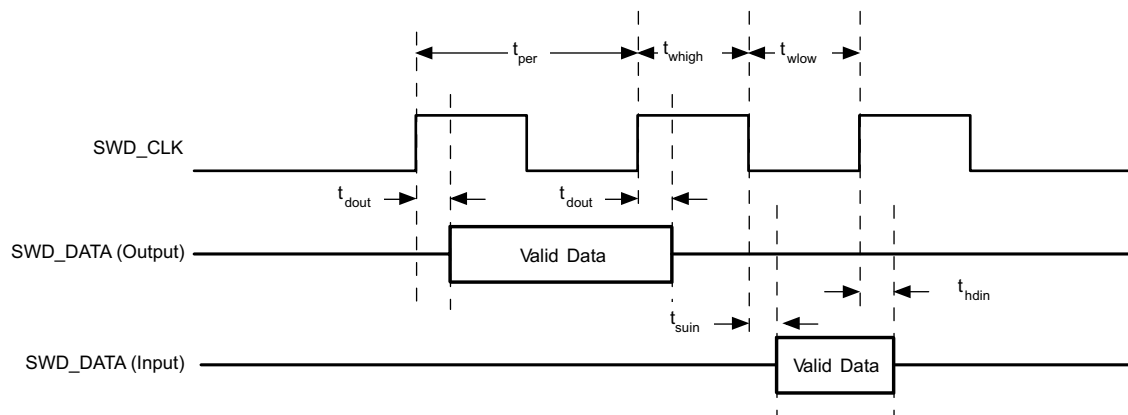 t_per
t_whigh
t_wlow
SWD_CLK
t_dout
t_dout
SWD_DATA (Output)
Valid Data
t_hdin
t_suin
SWD_DATA (Input)
Valid Data